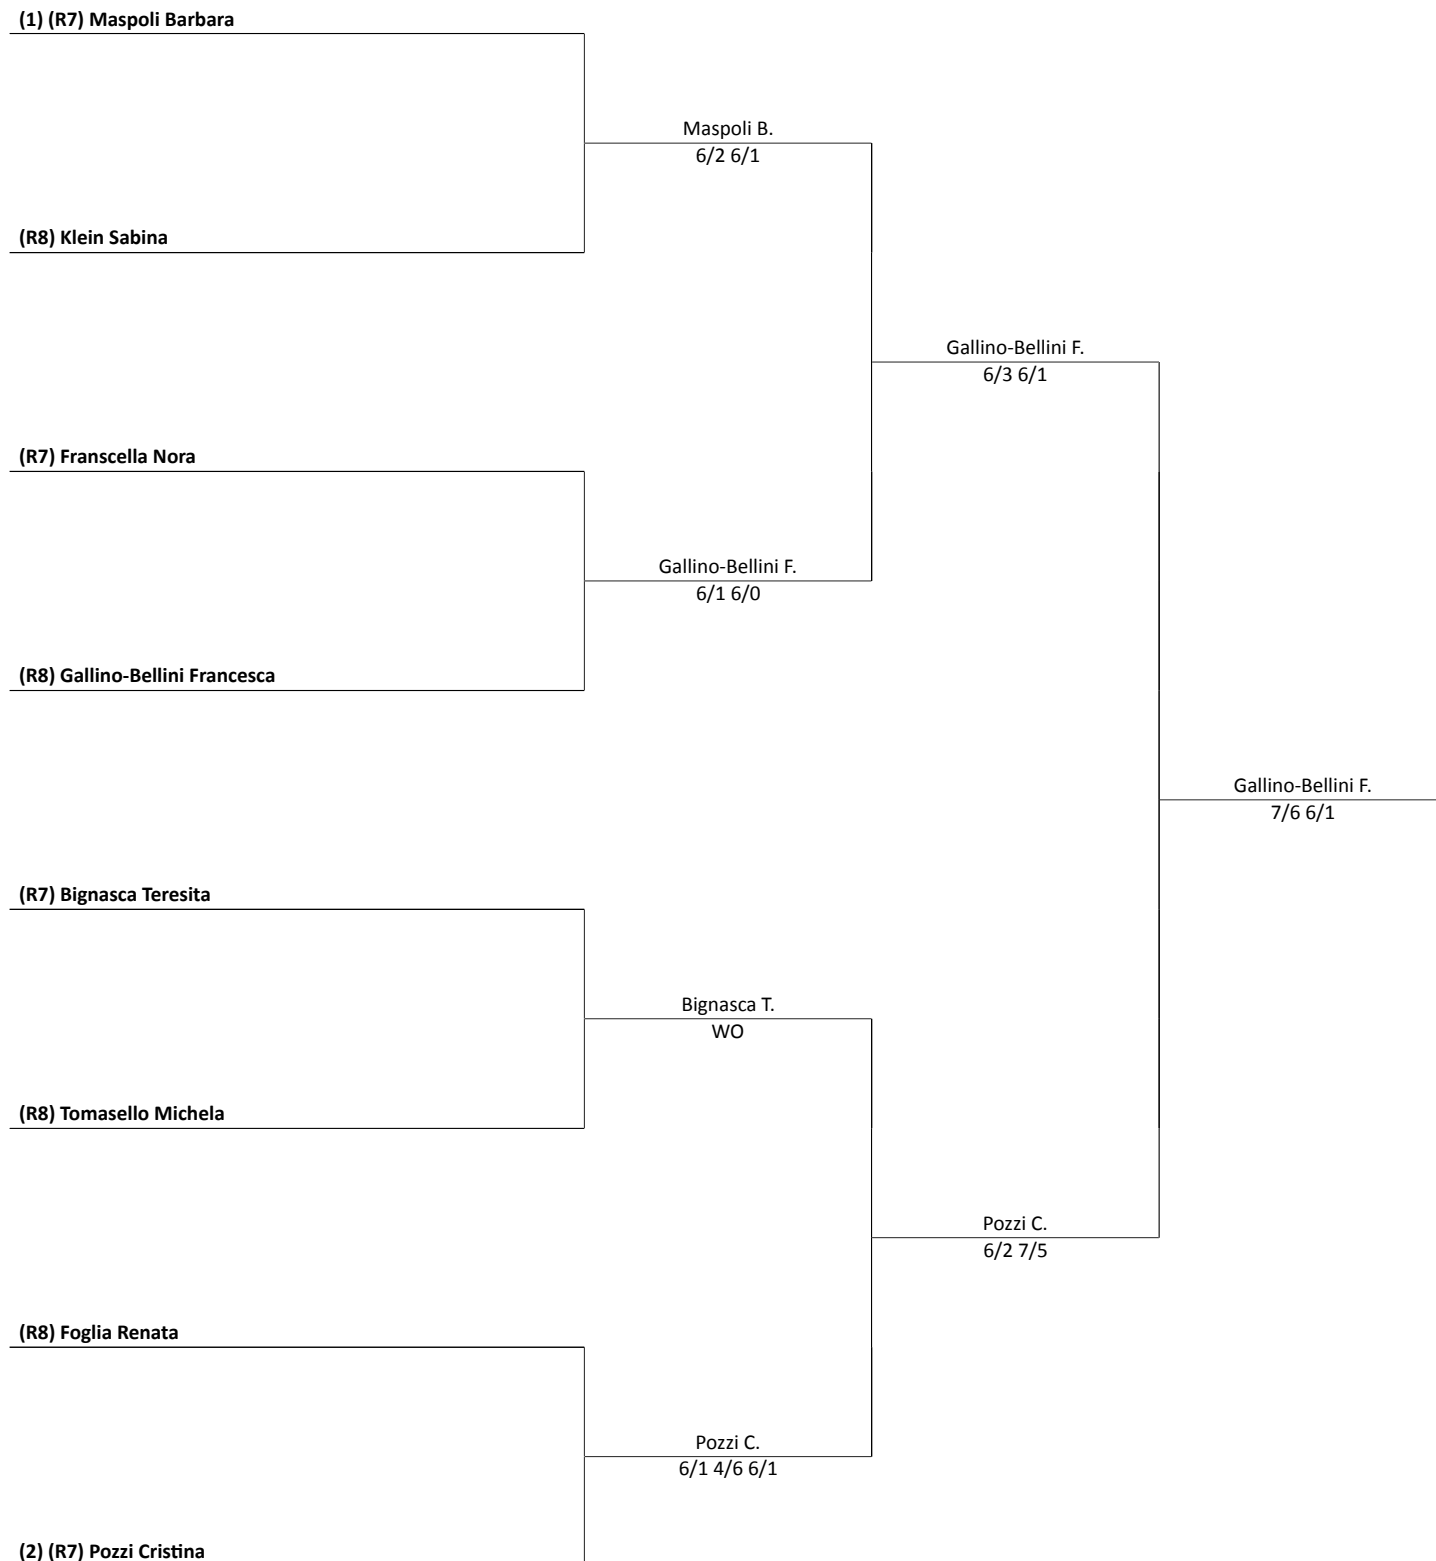 (1) (R7) Maspoli Barbara
Maspoli B.
6/2 6/1
(R8) Klein Sabina
Gallino-Bellini F.
6/3 6/1
(R7) Franscella Nora
Gallino-Bellini F.
6/1 6/0
(R8) Gallino-Bellini Francesca
Gallino-Bellini F.
7/6 6/1
(R7) Bignasca Teresita
Bignasca T.
WO
(R8) Tomasello Michela
Pozzi C.
6/2 7/5
(R8) Foglia Renata
Pozzi C.
6/1 4/6 6/1
(2) (R7) Pozzi Cristina